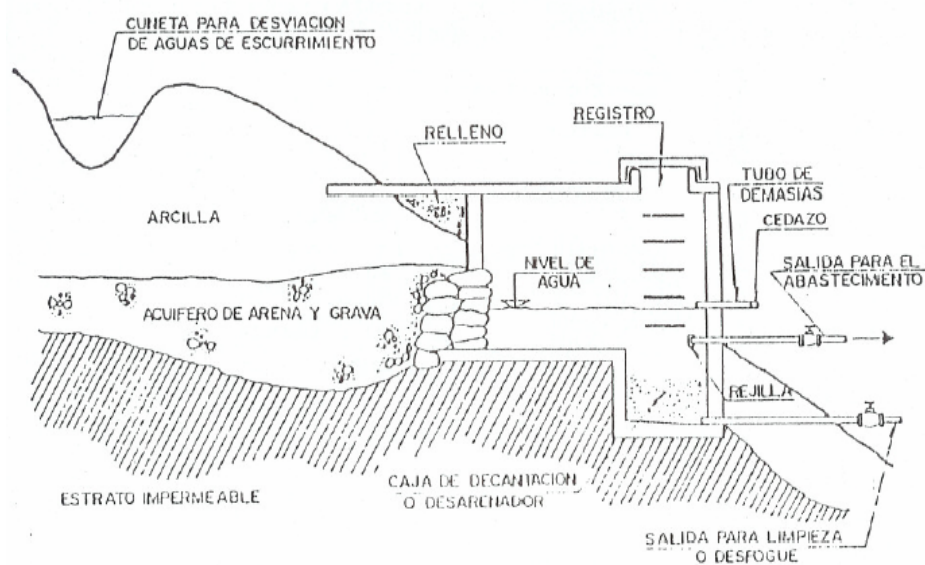 CUNETA PARA DESVIACION
DE AGUAS DE ESCURRIMIENTO
REGISTRO
RELLENO
TUBO DE
DEMASIAS
CEDAZO
ARCILLA
NIVEL DE
AGUA
SALIDA PARA EL
ABASTECIMIENTO
ACUIFERO DE ARENA Y GRAVA
REJILLA
CAJA DE DECANTACION
O DESARENADOR
ESTRATO IMPERMEABLE
SALIDA PARA LIMPIEZA
O DESFOGUE